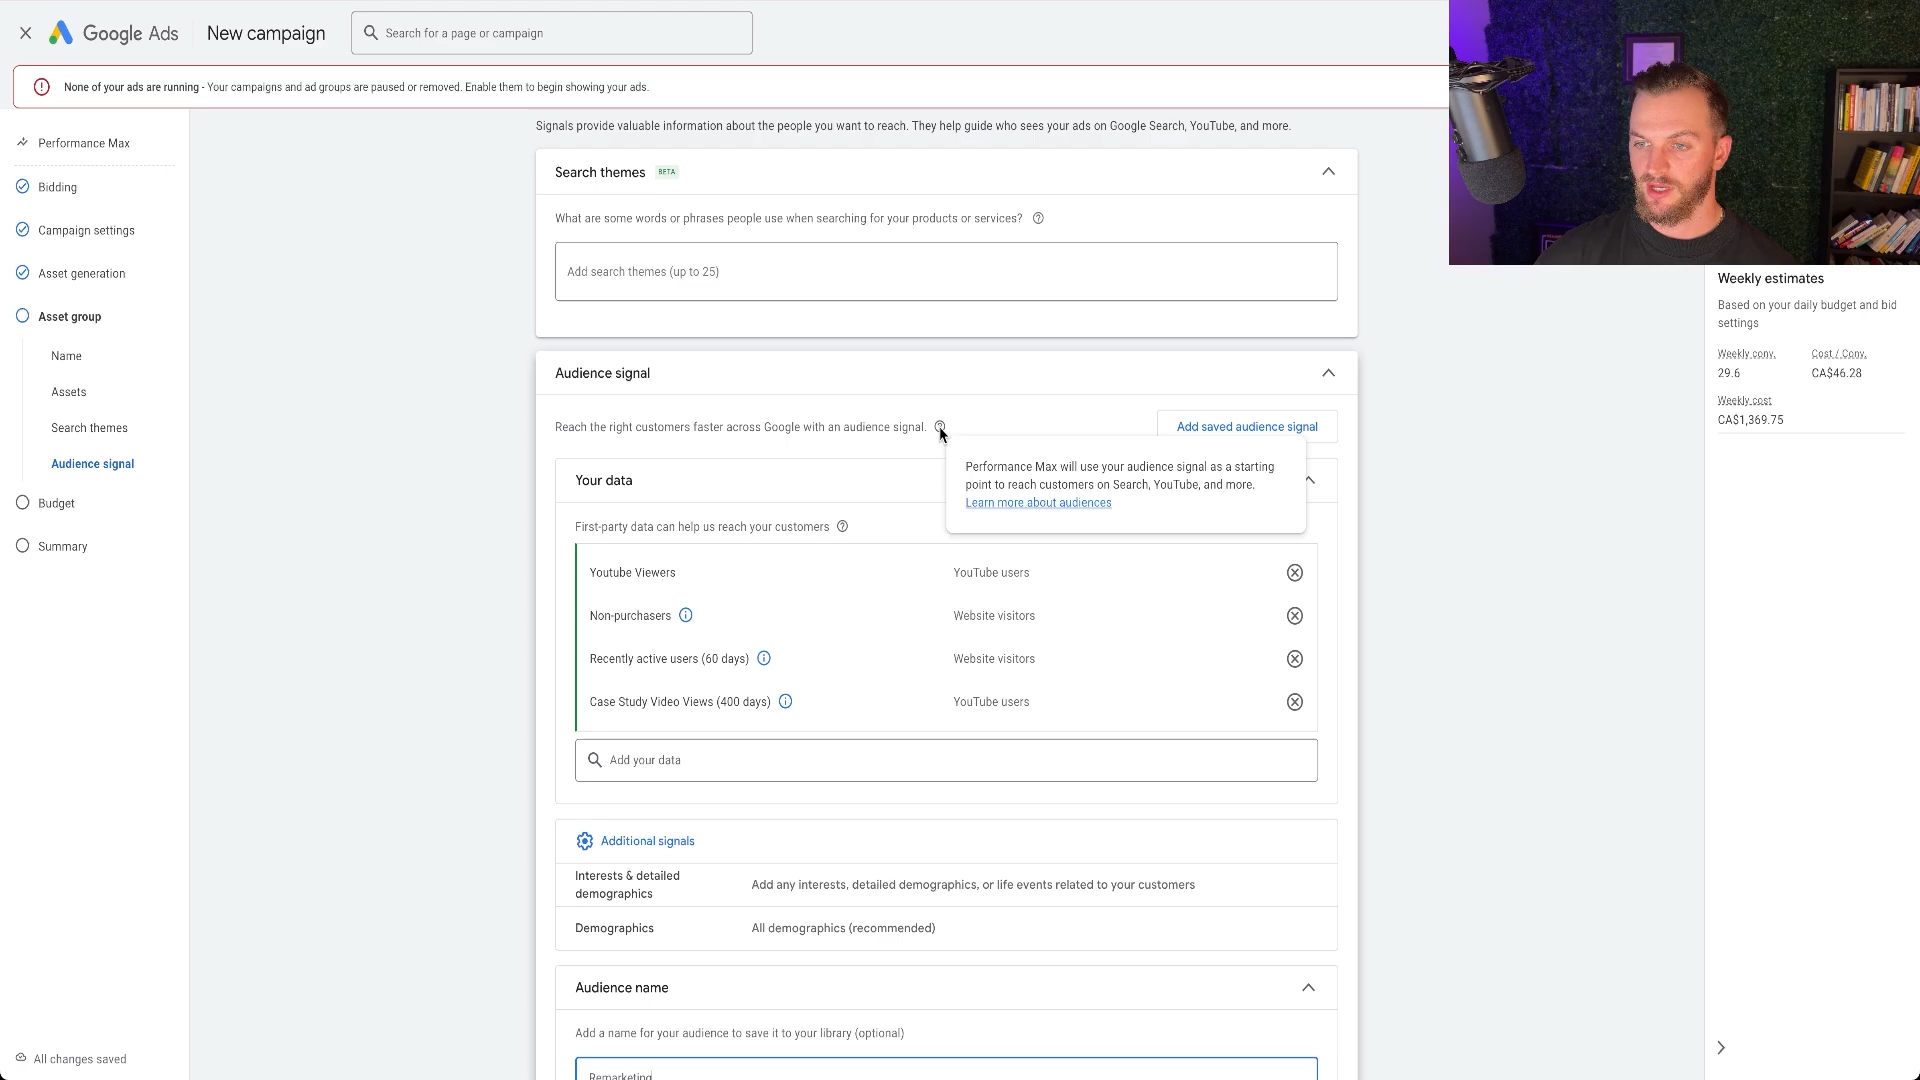 Google Ads
New campaign
Search for a page or campaign
None of your ads are running - Your campaigns and ad groups are paused or removed. Enable them to begin showing your ads.
Performance Max
Bidding
Campaign settings
Asset generation
Asset group
Name
Assets
Search themes
Audience signal
Budget
Summary
All changes saved
Signals provide valuable information about the people you want to reach. They help guide who sees your ads on Google Search, YouTube, and more.
Search themes BETA
What are some words or phrases people use when searching for your products or services?
Add search themes (up to 25)
Audience signal
Reach the right customers faster across Google with an audience signal.
Add saved audience signal
Performance Max will use your audience signal as a starting
point to reach customers on Search, YouTube, and more.
Learn more about audiences
Your data
First-party data can help us reach your customers
Youtube Viewers YouTube users
Non-purchasers Website visitors
Recently active users (60 days) Website visitors
Case Study Video Views (400 days) YouTube users
Add your data
Additional signals
Interests & detailed
demographics
Add any interests, detailed demographics, or life events related to your customers
Demographics All demographics (recommended)
Audience name
Add a name for your audience to save it to your library (optional)
Remarketing
Weekly estimates
Based on your daily budget and bid
settings
Weekly conv. Cost / Conv.
29.6 CA$46.28
Weekly cost
CA$1,369.75